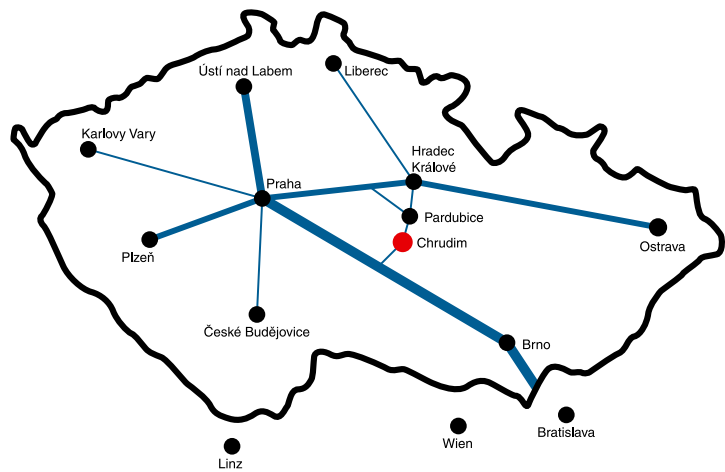 Ústí nad Labem
Liberec
Karlovy Vary
Hradec
Králové
Praha
Pardubice
Chrudim
Ostrava
Plzeň
České Budějovice
Brno
Bratislava
Wien
Linz